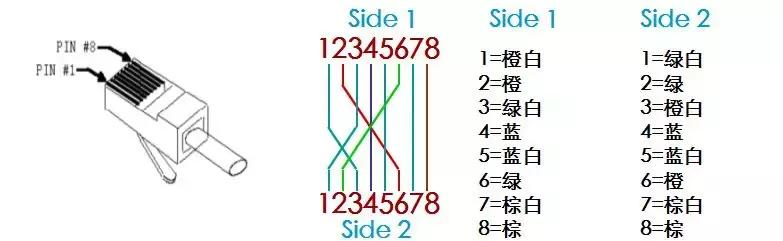 PIN #8
PIN #1
Side 1
12345678
12345678
Side 2
Side 1
1=橙白
2=橙
3=绿白
4=蓝
5=蓝白
6=绿
7=棕白
8=棕
Side 2
1=绿白
2=绿
3=橙白
4=蓝
5=蓝白
6=橙
7=棕白
8=棕